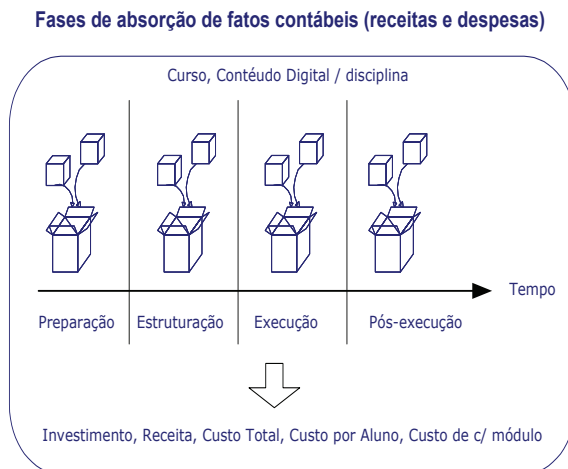 Fases de absorção de fatos contábeis (receitas e despesas)
Curso, Contéudo Digital / disciplina
Tempo
Preparação
Estruturação
Execução
Pós-execução
Investimento, Receita, Custo Total, Custo por Aluno, Custo de c/ módulo